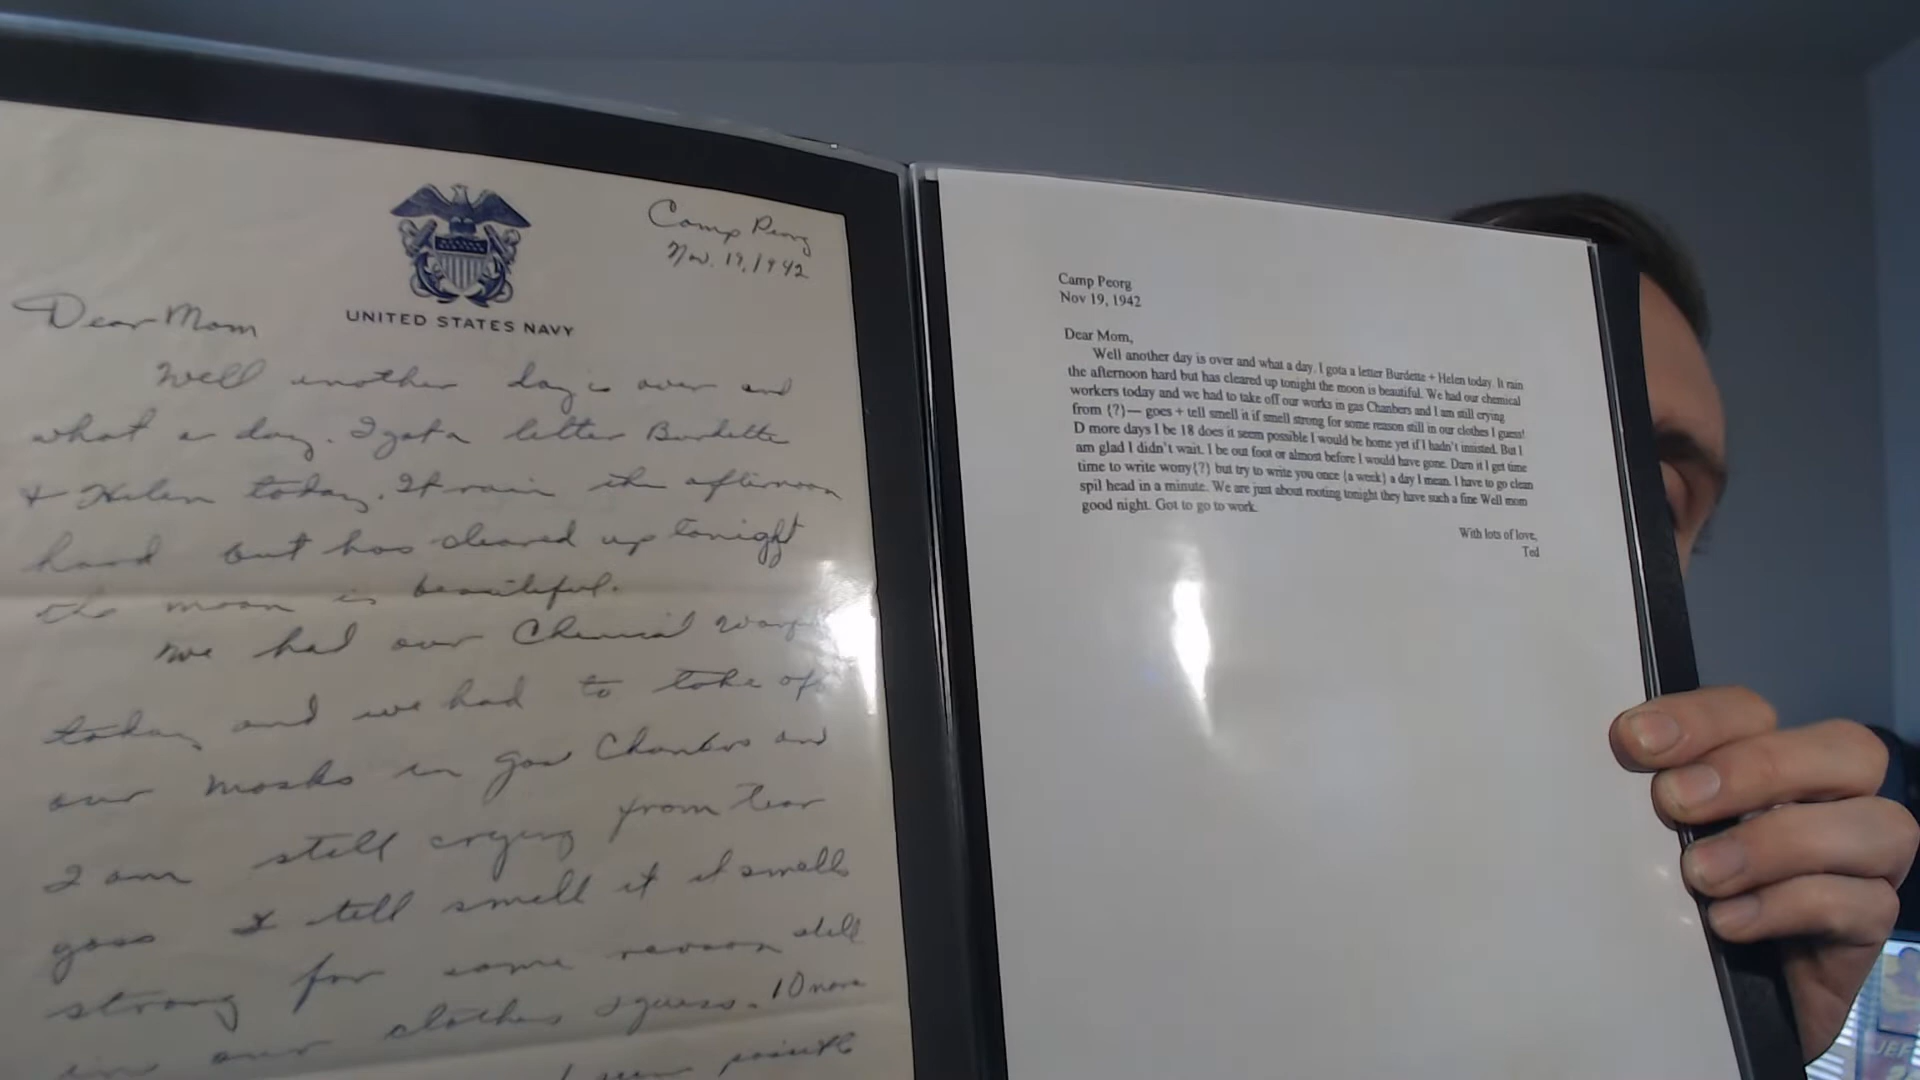 Camp Peorg
Nov. 19, 1942
Dear Mom
UNITED STATES NAVY
Well another day is over and
what a day. I got a letter Burdette
+ Helen today. It rain the afternoon
hard but has cleared up tonight
the moon is beautiful.
We had our Chemical
today and we had to take of
our masks in gas Chambers and
I am still crying from tear
gass I still smell it it smells
strong for some reason still
in our clothes I guess. 10 more
Camp Peorg
Nov 19, 1942
Dear Mom,
Well another day is over and what a day. I gota a letter Burdette + Helen today. It rain
the afternoon hard but has cleared up tonight the moon is beautiful. We had our chemical
workers today and we had to take off our works in gas Chanbers and I am still crying
from {?}— goes + tell smell it if smell strong for some reason still in our clothes I guess!
D more days I be 18 does it seem possible I would be home yet if I hadn't insisted. But I
am glad I didn't wait. I be out foot or almost before I would have gone. Darn it I get time
time to write wony{?} but try to write you once {a week} a day I mean. I have to go clean
spil head in a minute. We are just about rooting tonight they have such a fine Well mom
good night. Got to go to work.
With lots of love,
Ted